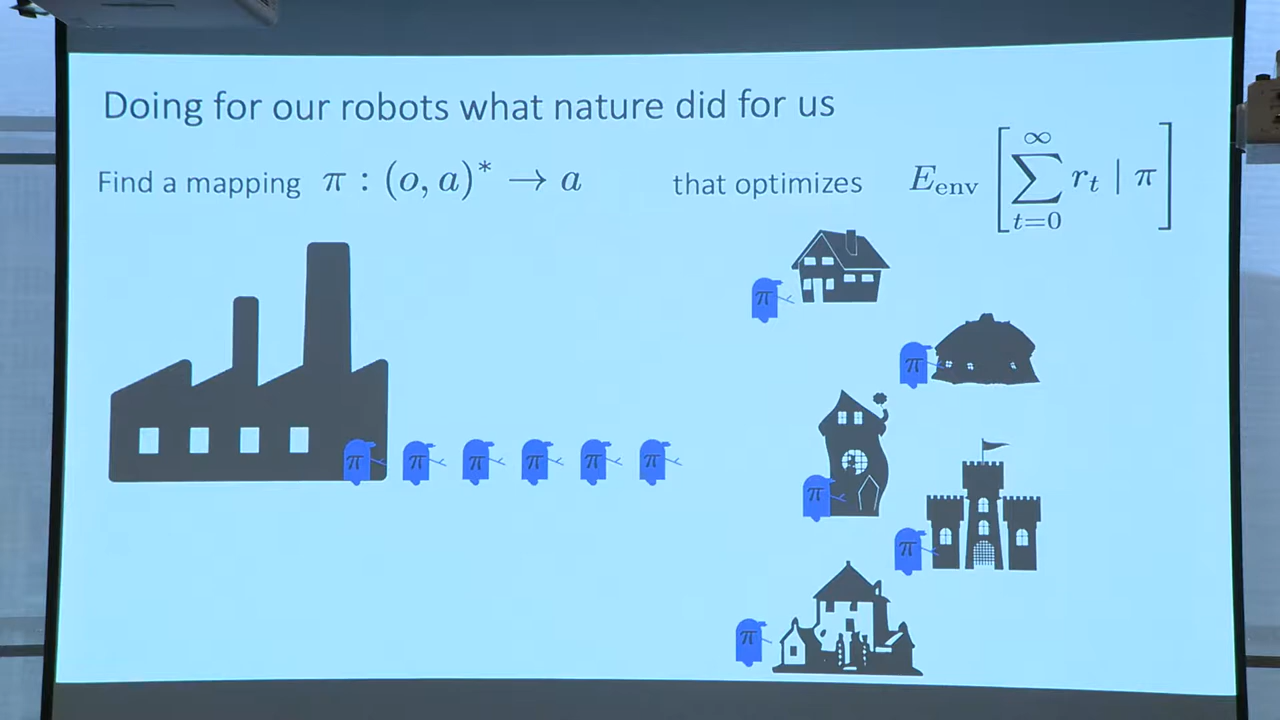 Doing for our robots what nature did for us
Find a mapping π : (o, a)* → a that optimizes E_env [ ∑_{t=0}^{∞} r_t | π ]
π
π
π π π π π π
π
π
π